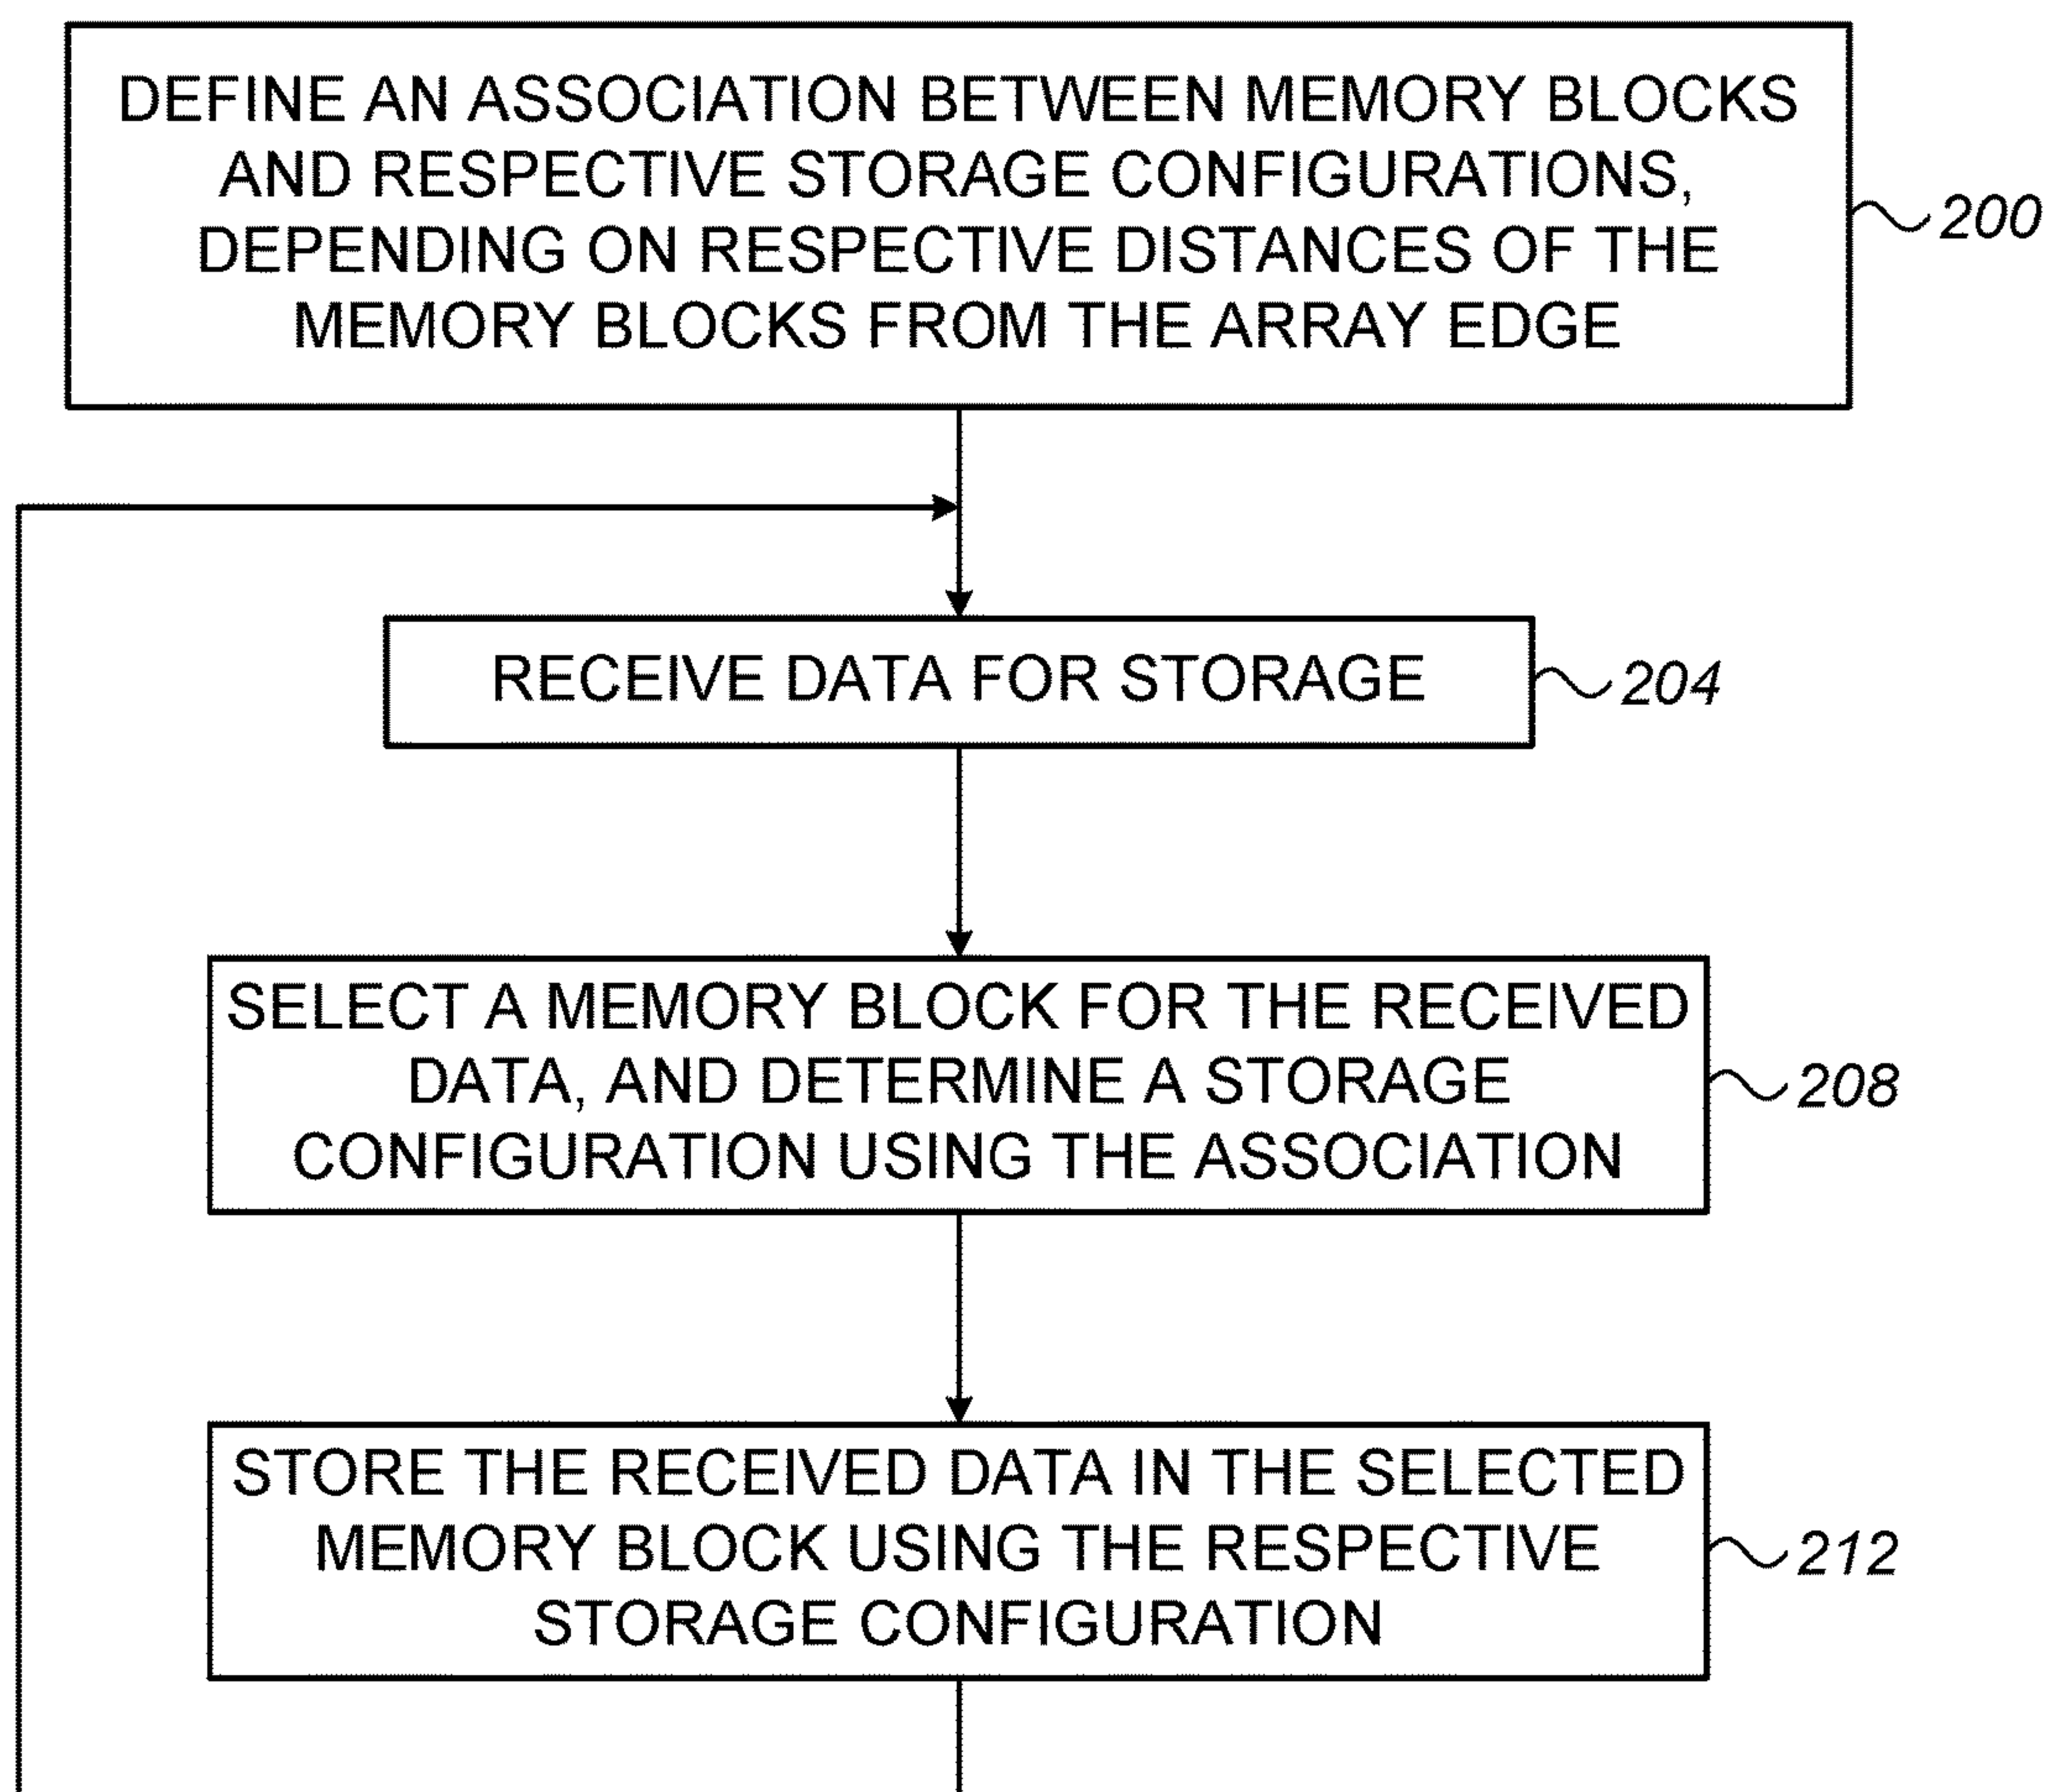 DEFINE AN ASSOCIATION BETWEEN MEMORY BLOCKS
AND RESPECTIVE STORAGE CONFIGURATIONS,
DEPENDING ON RESPECTIVE DISTANCES OF THE
MEMORY BLOCKS FROM THE ARRAY EDGE
200
RECEIVE DATA FOR STORAGE
204
SELECT A MEMORY BLOCK FOR THE RECEIVED
DATA, AND DETERMINE A STORAGE
CONFIGURATION USING THE ASSOCIATION
208
STORE THE RECEIVED DATA IN THE SELECTED
MEMORY BLOCK USING THE RESPECTIVE
STORAGE CONFIGURATION
212